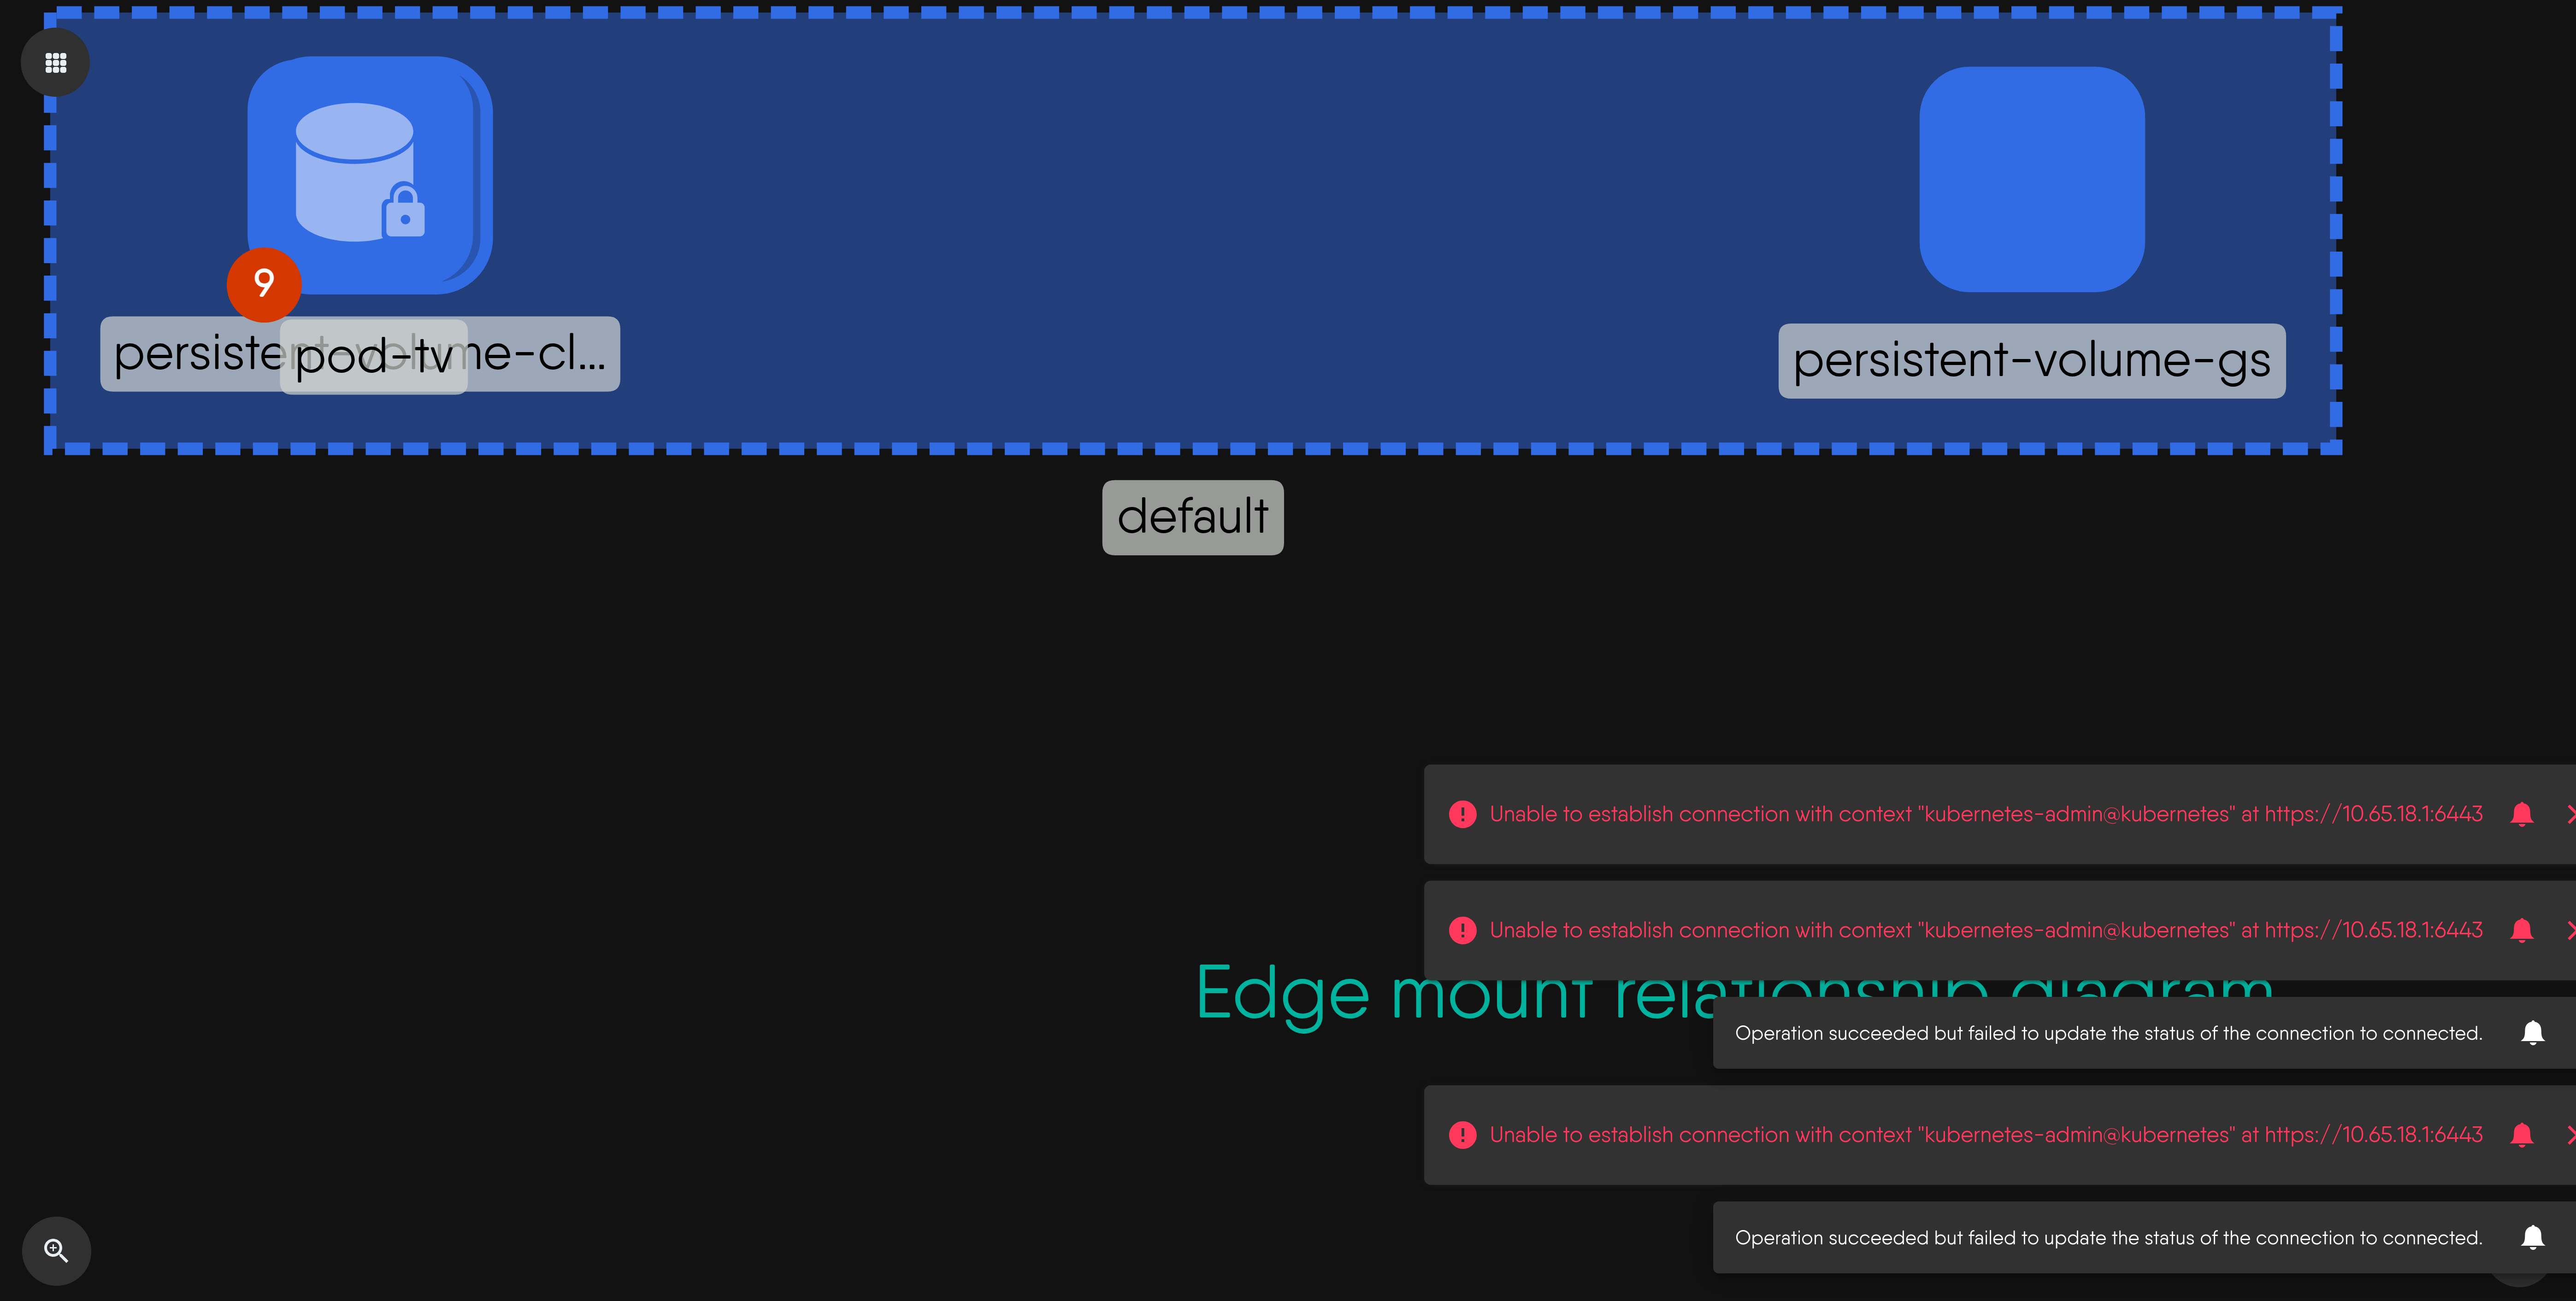 9
persistent-volume-cl...
pod-tv
persistent-volume-gs
default
Unable to establish connection with context "kubernetes-admin@kubernetes" at https://10.65.18.1:6443
Unable to establish connection with context "kubernetes-admin@kubernetes" at https://10.65.18.1:6443
Edge mount relationship diagram
Operation succeeded but failed to update the status of the connection to connected.
Unable to establish connection with context "kubernetes-admin@kubernetes" at https://10.65.18.1:6443
Operation succeeded but failed to update the status of the connection to connected.